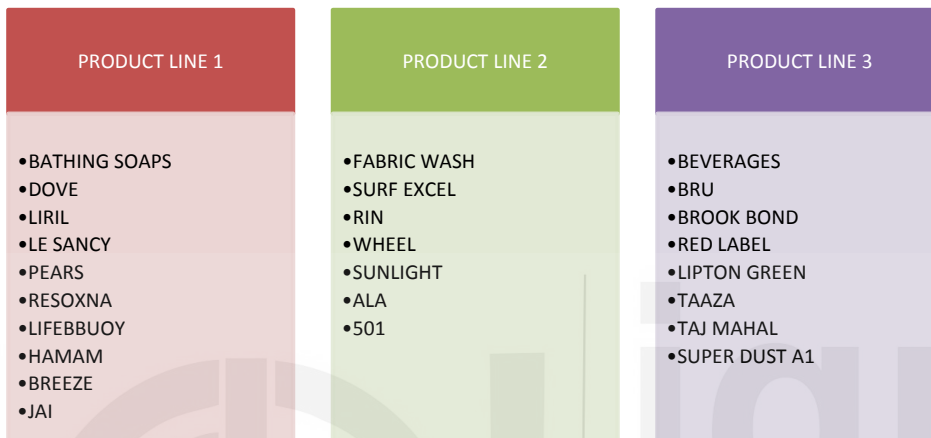 PRODUCT LINE 1
•BATHING SOAPS
•DOVE
•LIRIL
•LE SANCY
•PEARS
•RESOXNA
•LIFEBBUOY
•HAMAM
•BREEZE
•JAI
PRODUCT LINE 2
•FABRIC WASH
•SURF EXCEL
•RIN
•WHEEL
•SUNLIGHT
•ALA
•501
PRODUCT LINE 3
•BEVERAGES
•BRU
•BROOK BOND
•RED LABEL
•LIPTON GREEN
•TAAZA
•TAJ MAHAL
•SUPER DUST A1